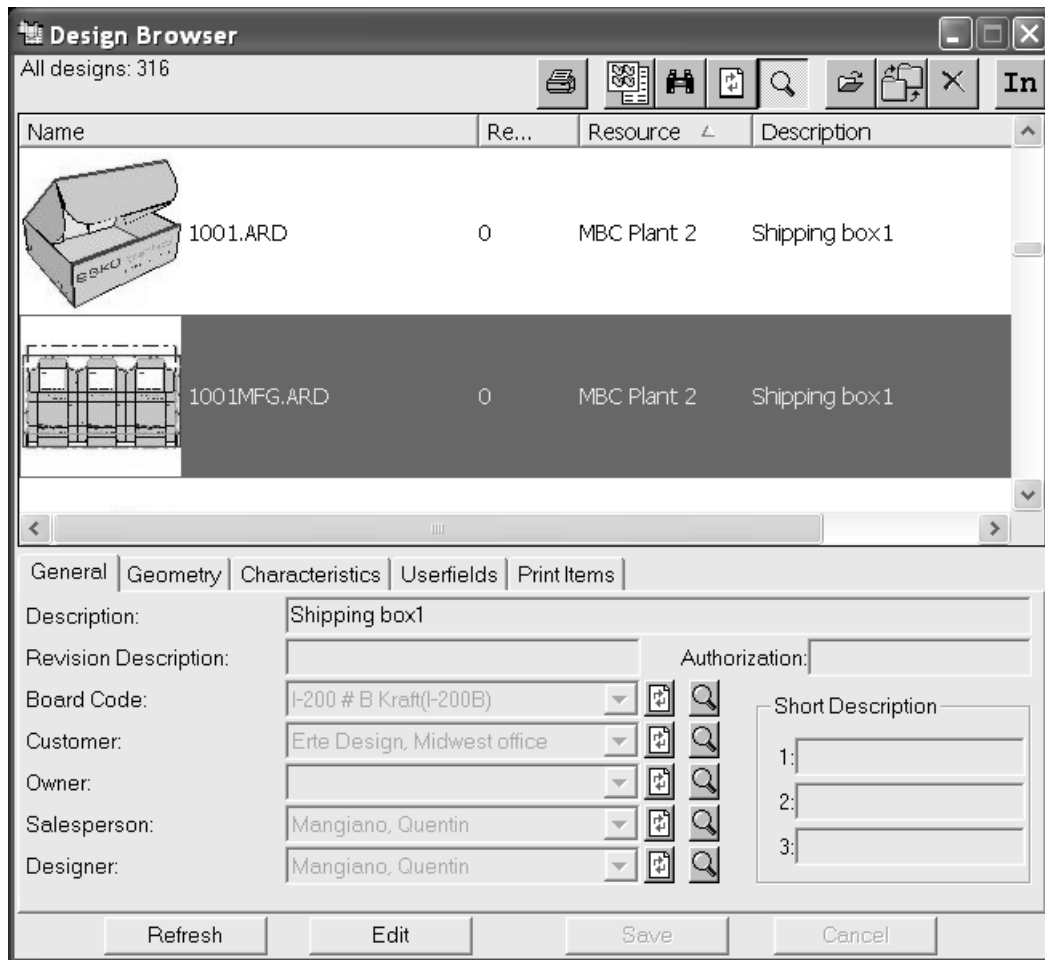 Design Browser
All designs: 316
In
Name Re... Resource Description
1001.ARD 0 MBC Plant 2 Shipping box1
ESKO
1001MFG.ARD 0 MBC Plant 2 Shipping box1
General Geometry Characteristics Userfields Print Items
Description: Shipping box1
Revision Description: Authorization:
Board Code: I-200 # B Kraft(I-200B)
Short Description
Customer: Erte Design, Midwest office
1:
Owner:
2:
Salesperson: Mangiano, Quentin
3:
Designer: Mangiano, Quentin
Refresh Edit Save Cancel